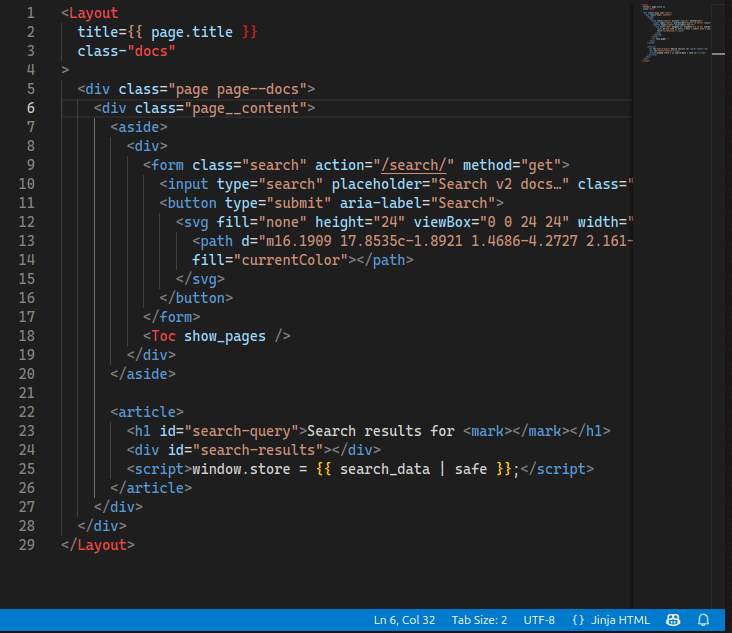 1 <Layout
2 title={{ page.title }}
3 class="docs"
4 >
5 <div class="page page--docs">
6 <div class="page__content">
7 <aside>
8 <div>
9 <form class="search" action="/search/" method="get">
10 <input type="search" placeholder="Search v2 docs…" class="
11 <button type="submit" aria-label="Search">
12 <svg fill="none" height="24" viewBox="0 0 24 24" width="
13 <path d="m16.1909 17.8535c-1.8921 1.4686-4.2727 2.161-
14 fill="currentColor"></path>
15 </svg>
16 </button>
17 </form>
18 <Toc show_pages />
19 </div>
20 </aside>
21
22 <article>
23 <h1 id="search-query">Search results for <mark></mark></h1>
24 <div id="search-results"></div>
25 <script>window.store = {{ search_data | safe }};</script>
26 </article>
27 </div>
28 </div>
29 </Layout>
Ln 6, Col 32 Tab Size: 2 UTF-8 {} Jinja HTML